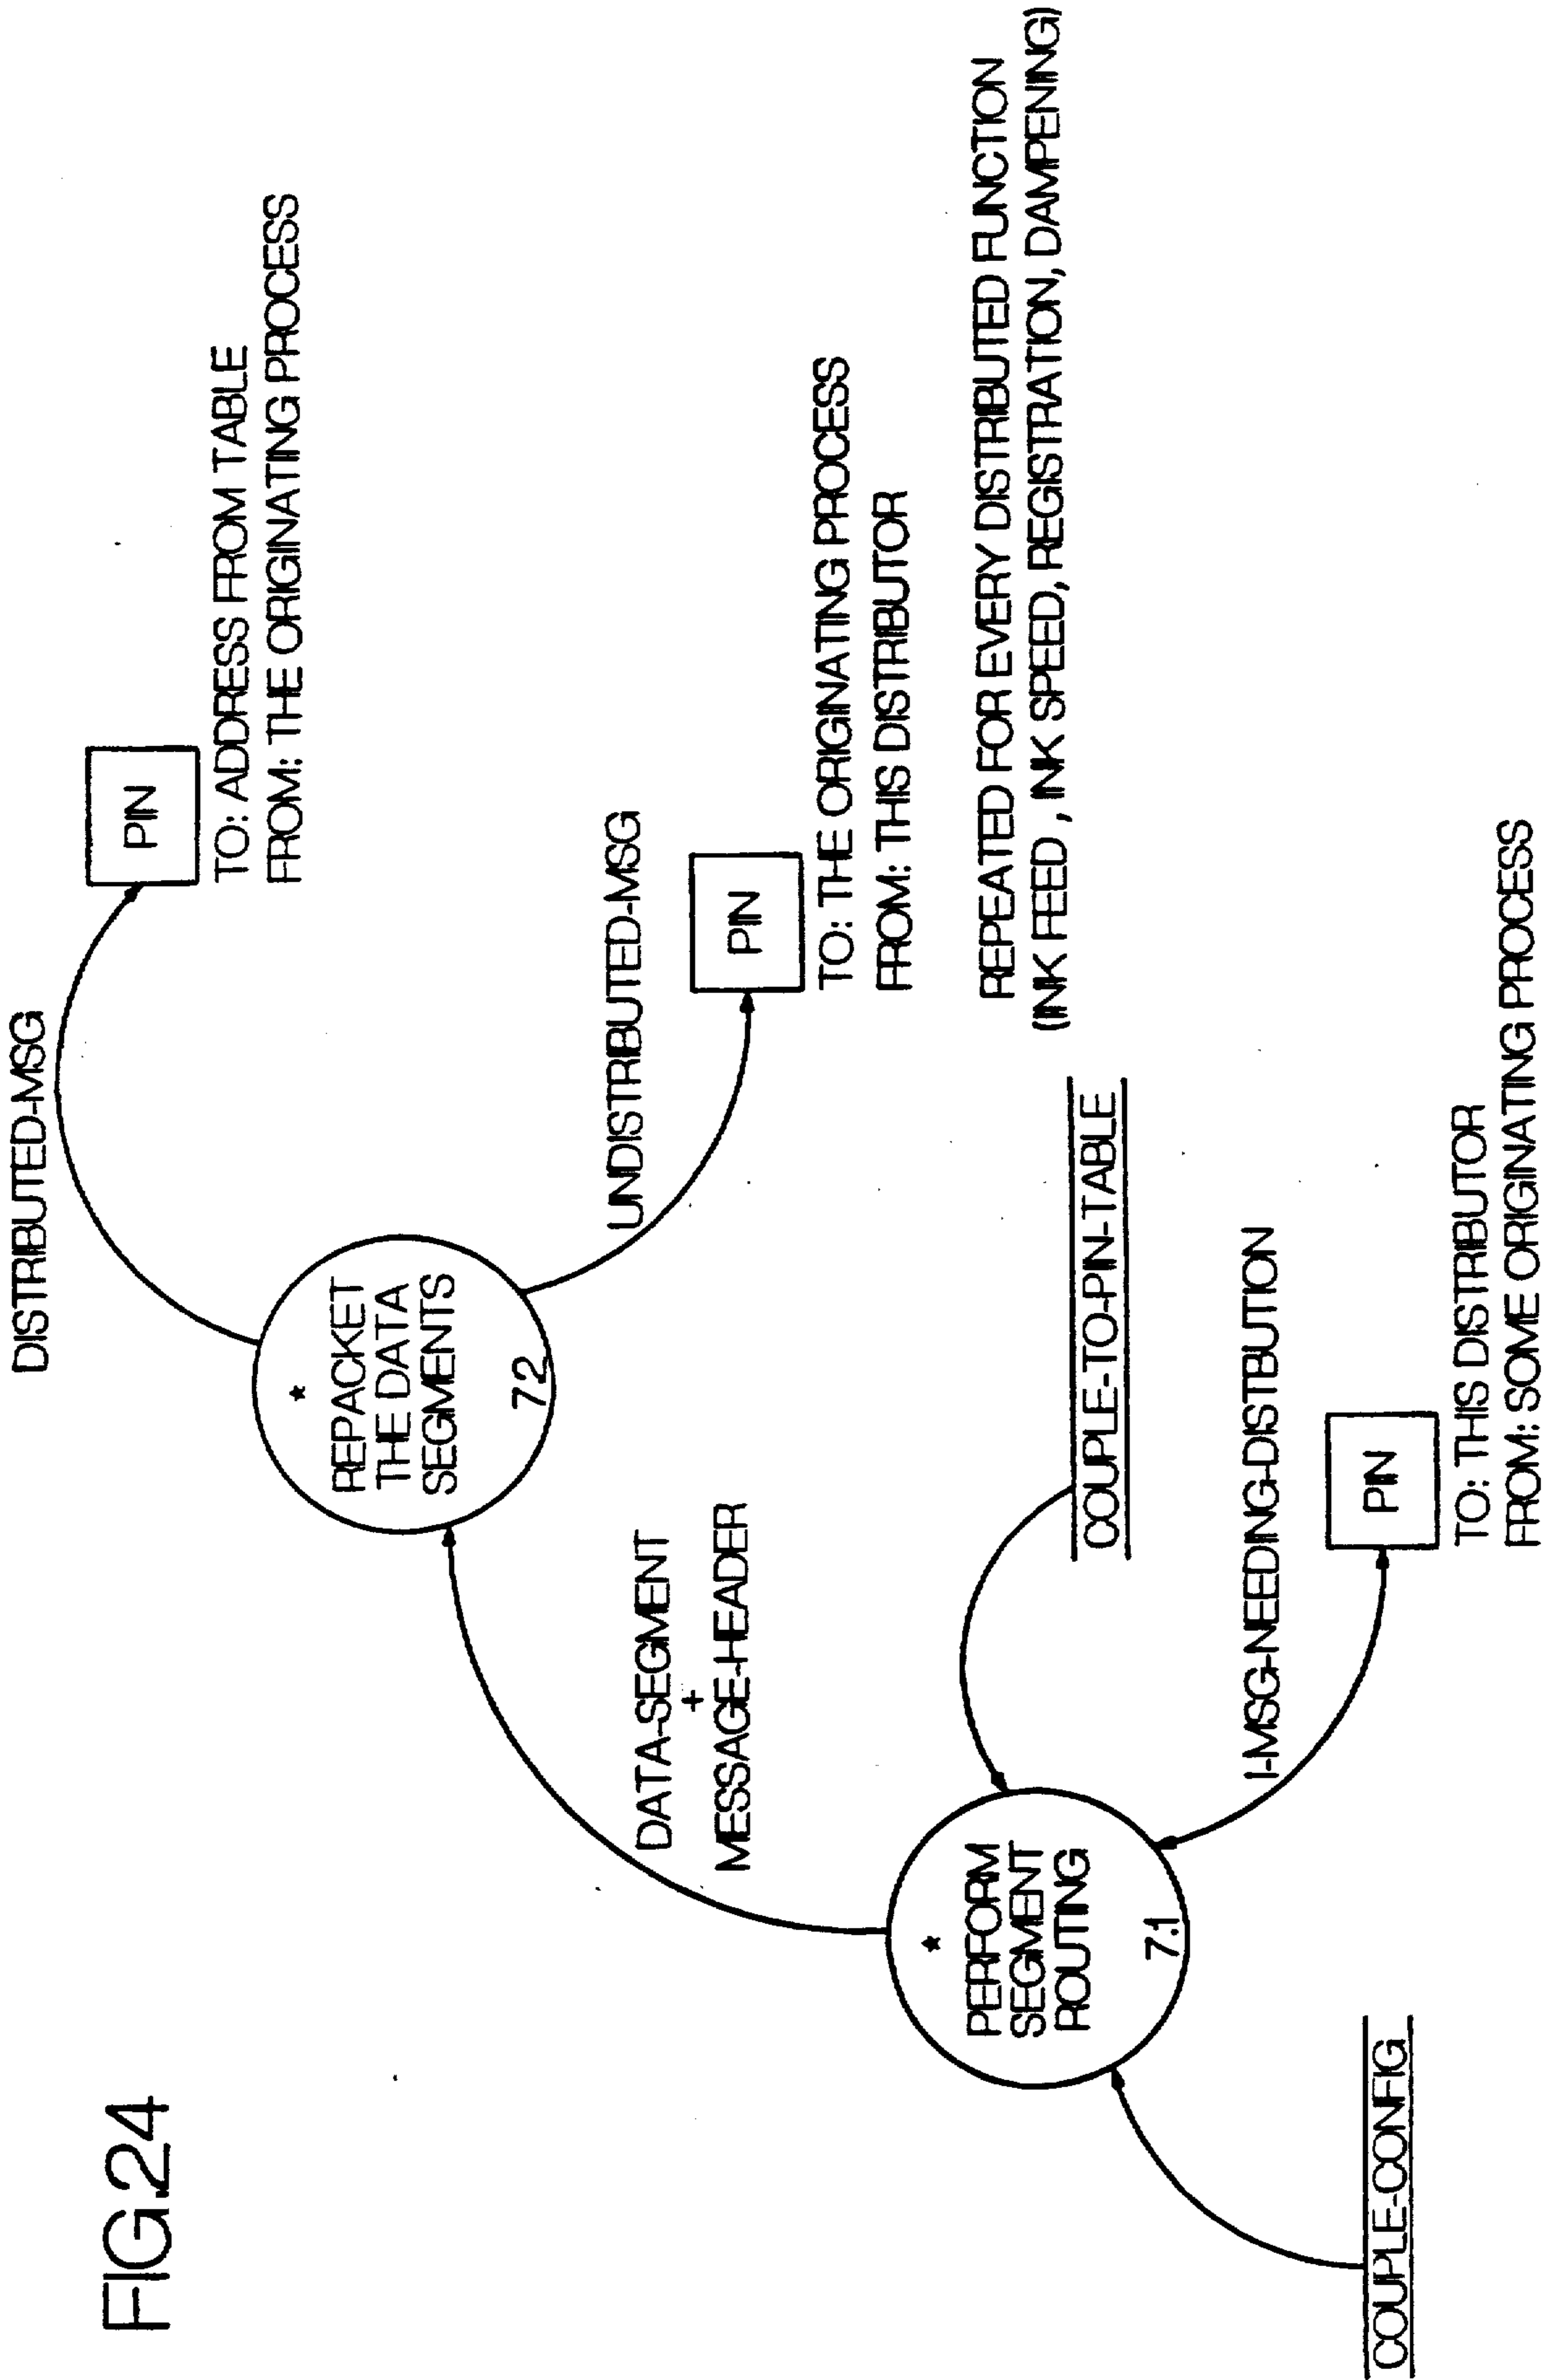 FIG.24
DISTRIBUTED-MSG
PIN
TO: ADDRESS FROM TABLE
FROM: THE ORIGINATING PROCESS
*
REPACKET
THE DATA
SEGMENTS
7.2
UNDISTRIBUTED-MSG
PIN
TO: THE ORIGINATING PROCESS
FROM: THIS DISTRIBUTOR
DATA-SEGMENT
+
MESSAGE-HEADER
REPEATED FOR EVERY DISTRIBUTED FUNCTION
(INK FEED , INK SPEED, REGISTRATION, DAMPENING)
*
PERFORM
SEGMENT
ROUTING
7.1
COUPLE-TO-PIN-TABLE
I-MSG-NEEDING-DISTBUTION
PIN
TO: THIS DISTRIBUTOR
FROM: SOME ORIGINATING PROCESS
COUPLE-CONFIG